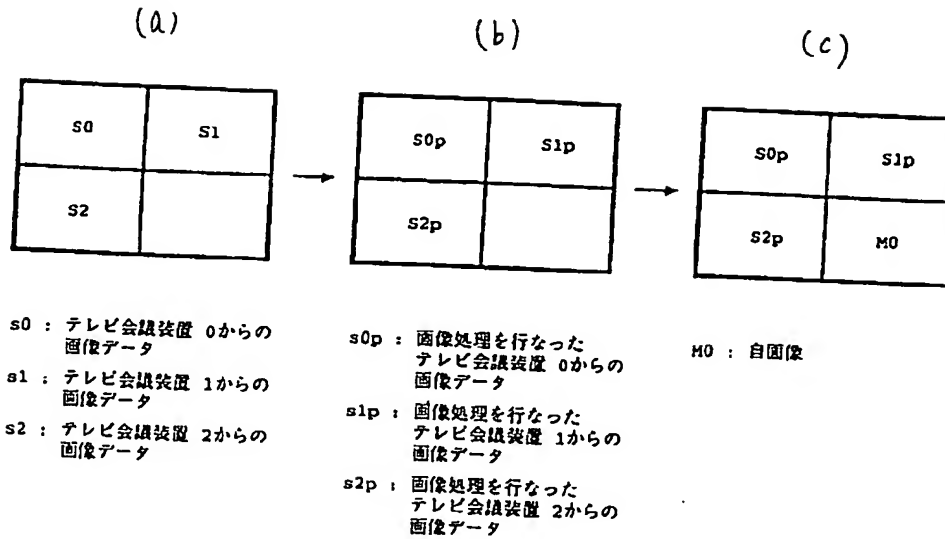 (a)
(b)
(c)
S0
S1
S2
S0p
S1p
S2p
S0p
S1p
S2p
M0
s0 : テレビ会議装置 0からの
画像データ
s1 : テレビ会議装置 1からの
画像データ
s2 : テレビ会議装置 2からの
画像データ
s0p : 画像処理を行なった
テレビ会議装置 0からの
画像データ
s1p : 画像処理を行なった
テレビ会議装置 1からの
画像データ
s2p : 画像処理を行なった
テレビ会議装置 2からの
画像データ
M0 : 自画像